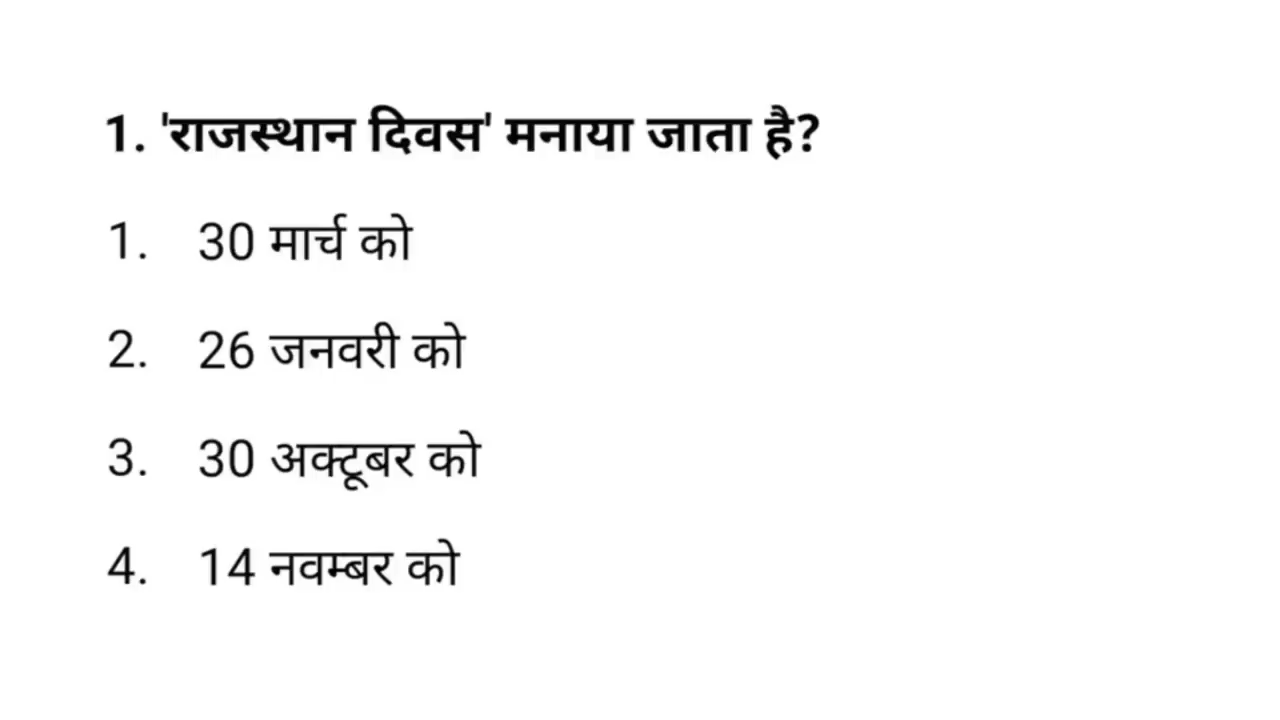 1. 'राजस्थान दिवस' मनाया जाता है?
1. 30 मार्च को
2. 26 जनवरी को
3. 30 अक्टूबर को
4. 14 नवम्बर को